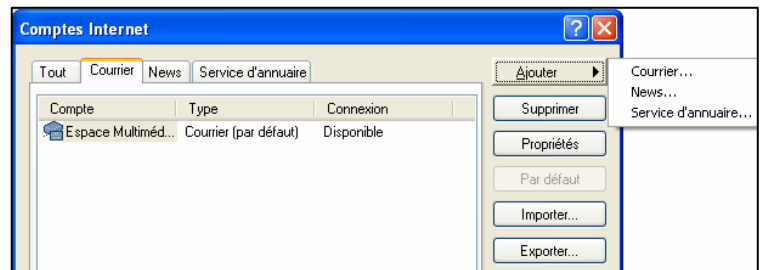 Comptes Internet
Tout Courrier News Service d'annuaire
Ajouter
Courrier...
News...
Service d'annuaire...
Compte Type Connexion
Espace Multiméd... Courrier (par défaut) Disponible
Supprimer
Propriétés
Par défaut
Importer...
Exporter...